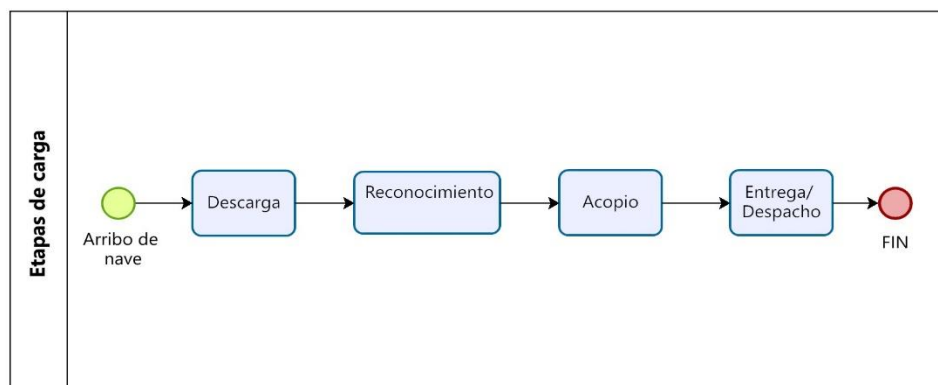 Etapas de carga
Arribo de
nave
Descarga
Reconocimiento
Acopio
Entrega/
Despacho
FIN